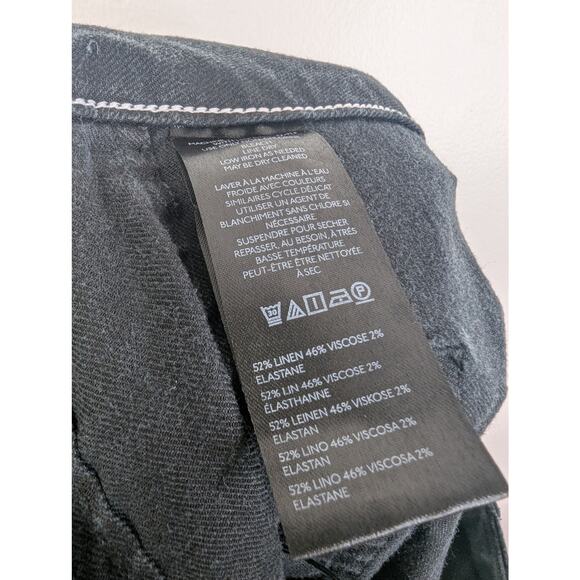 BLEACH
LINE DRY
LOW IRON AS NEEDED
MAY BE DRY CLEANED
LAVER À LA MACHINE À L'EAU
FROIDE AVEC COULEURS
SIMILAIRES CYCLE DÉLICAT
UTILISER UN AGENT DE
BLANCHIMENT SANS CHLORE SI
NÉCESSAIRE
SUSPENDRE POUR SECHER
REPASSER, AU BESOIN, À TRÈS
BASSE TEMPÉRATURE
PEUT-ÊTRE ÊTRE NETTOYÉE
À SEC
30 P
52% LINEN 46% VISCOSE 2%
ELASTANE
52% LIN 46% VISCOSE 2%
ÉLASTHANNE
52% LEINEN 46% VISKOSE 2%
ELASTAN
52% LINO 46% VISCOSA 2%
ELASTAN
52% LINO 46% VISCOSA 2%
ELASTANE